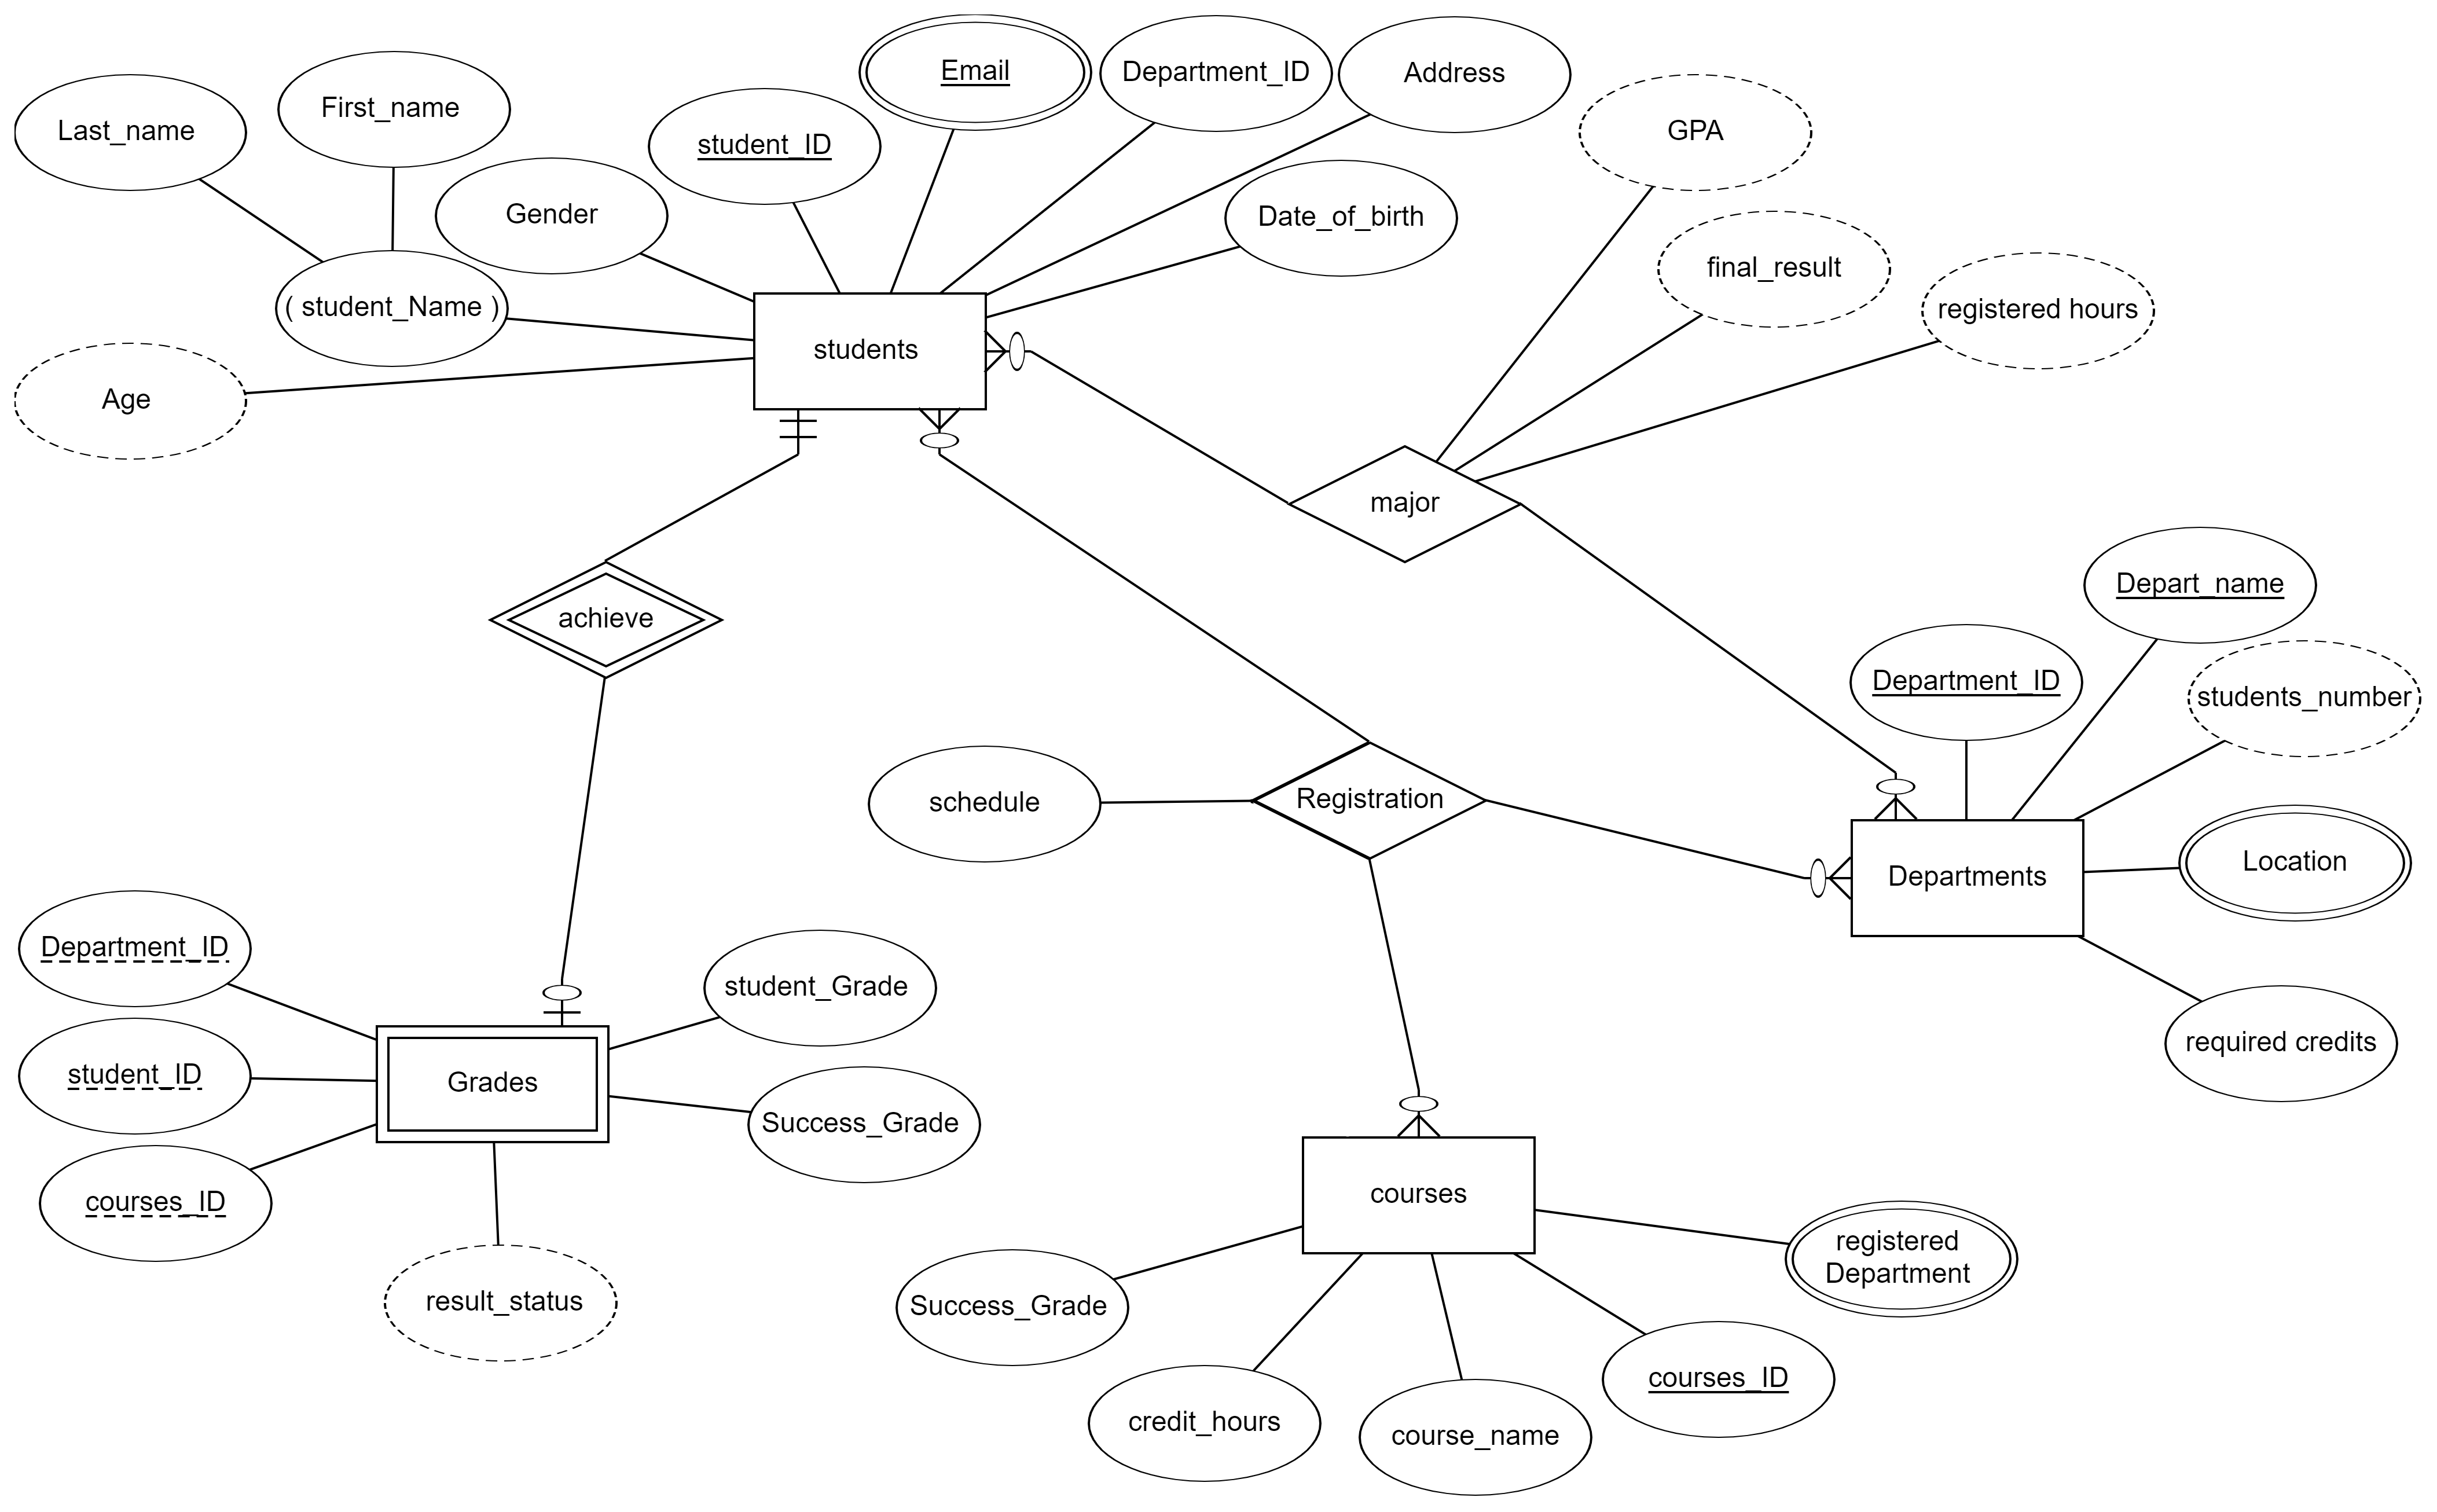 Email
Department_ID
Address
Last_name
First_name
student_ID
GPA
Gender
Date_of_birth
final_result
( student_Name )
registered hours
students
Age
major
achieve
Depart_name
Department_ID
students_number
schedule
Registration
Location
Departments
Department_ID
student_Grade
required credits
student_ID
Grades
Success_Grade
courses_ID
courses
registered
Department
result_status
Success_Grade
courses_ID
credit_hours
course_name